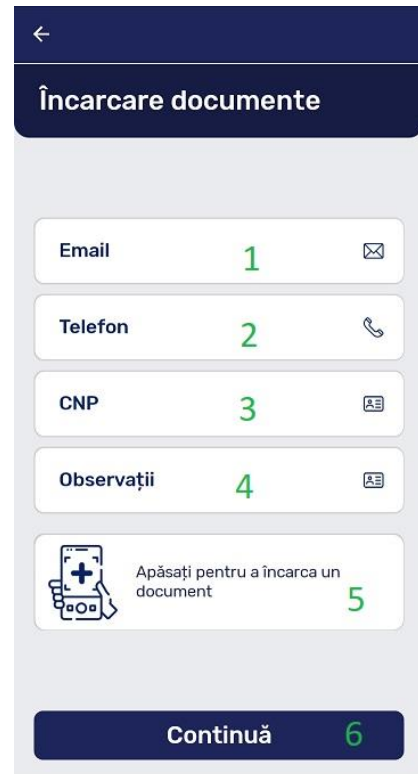 Încarcare documente
Email 1
Telefon 2
CNP 3
Observații 4
Apăsați pentru a încarca un
document 5
Continuă 6